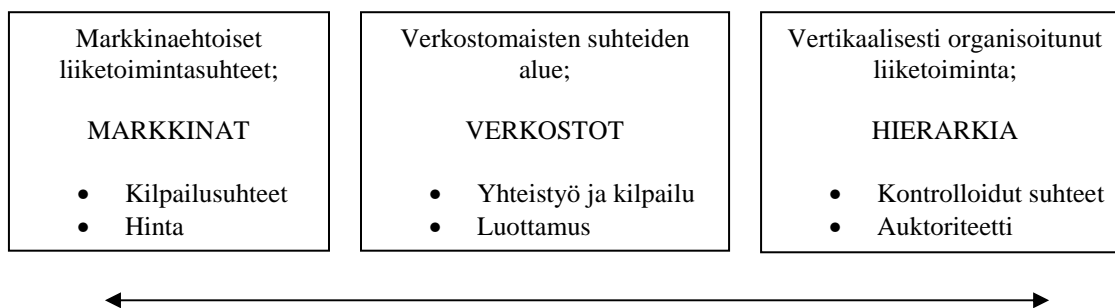 Markkinaehtoiset
liiketoimintasuhteet;
MARKKINAT
• Kilpailusuhteet
• Hinta
Verkostomaisten suhteiden
alue;
VERKOSTOT
• Yhteistyö ja kilpailu
• Luottamus
Vertikaalisesti organisoitunut
liiketoiminta;
HIERARKIA
• Kontrolloidut suhteet
• Auktoriteetti